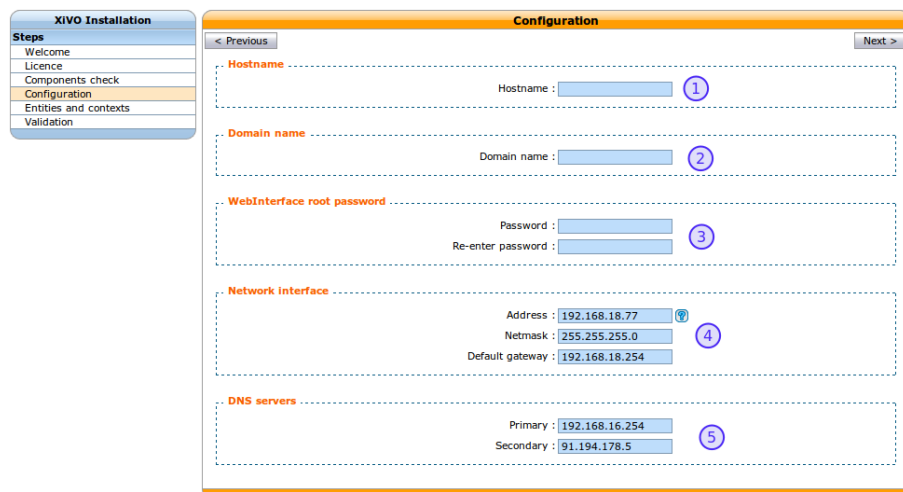 XiVO Installation
Steps
Welcome
Licence
Components check
Configuration
Entities and contexts
Validation
Configuration
< Previous
Next >
Hostname
Hostname :
1
Domain name
Domain name :
2
WebInterface root password
Password :
Re-enter password :
3
Network interface
Address : 192.168.18.77 ?
Netmask : 255.255.255.0
Default gateway : 192.168.18.254
4
DNS servers
Primary : 192.168.16.254
Secondary : 91.194.178.5
5